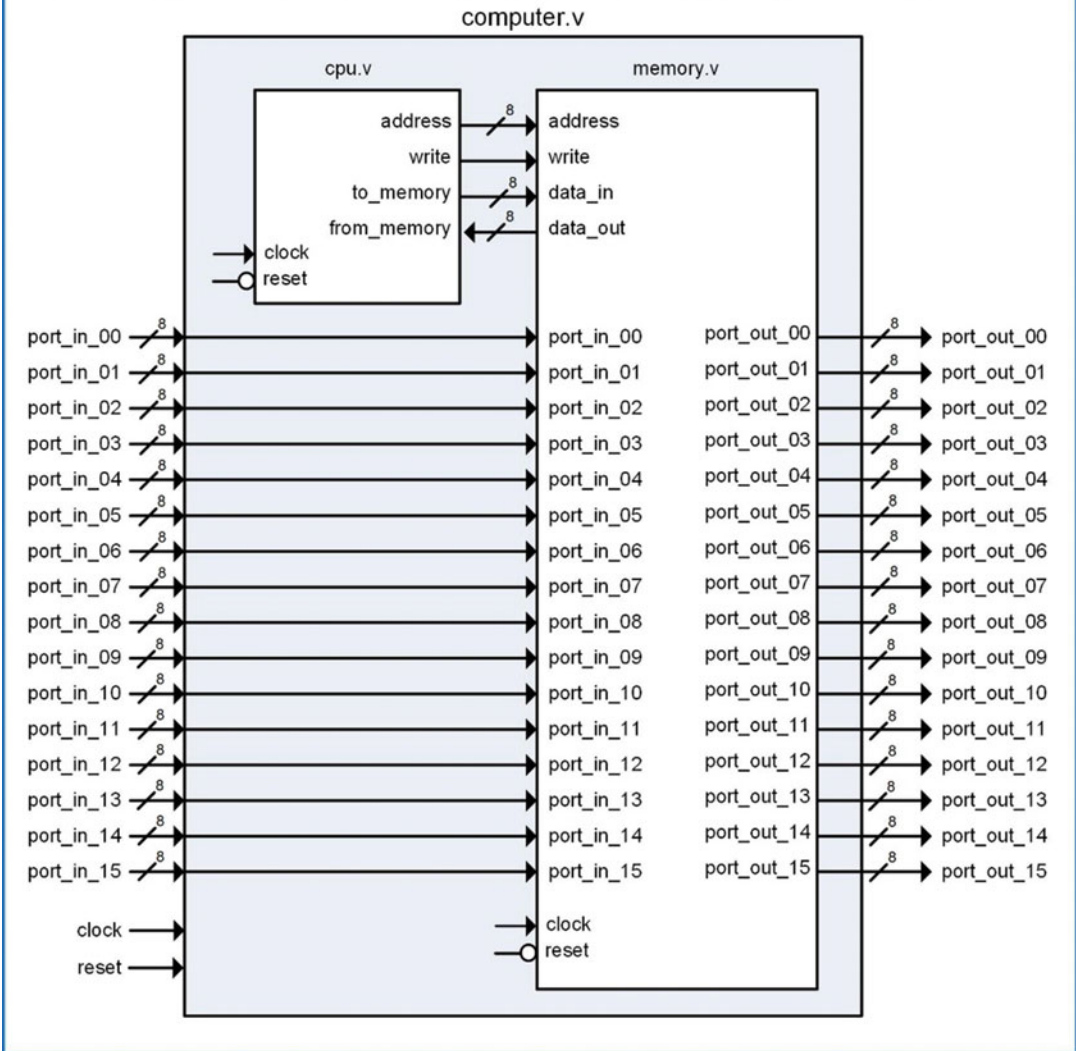 computer.v
cpu.v memory.v
address 8 address
write write
to_memory 8 data_in
from_memory 8 data_out
clock
reset
port_in_00 8 port_in_00 port_out_00 8 port_out_00
port_in_01 8 port_in_01 port_out_01 8 port_out_01
port_in_02 8 port_in_02 port_out_02 8 port_out_02
port_in_03 8 port_in_03 port_out_03 8 port_out_03
port_in_04 8 port_in_04 port_out_04 8 port_out_04
port_in_05 8 port_in_05 port_out_05 8 port_out_05
port_in_06 8 port_in_06 port_out_06 8 port_out_06
port_in_07 8 port_in_07 port_out_07 8 port_out_07
port_in_08 8 port_in_08 port_out_08 8 port_out_08
port_in_09 8 port_in_09 port_out_09 8 port_out_09
port_in_10 8 port_in_10 port_out_10 8 port_out_10
port_in_11 8 port_in_11 port_out_11 8 port_out_11
port_in_12 8 port_in_12 port_out_12 8 port_out_12
port_in_13 8 port_in_13 port_out_13 8 port_out_13
port_in_14 8 port_in_14 port_out_14 8 port_out_14
port_in_15 8 port_in_15 port_out_15 8 port_out_15
clock clock
reset reset